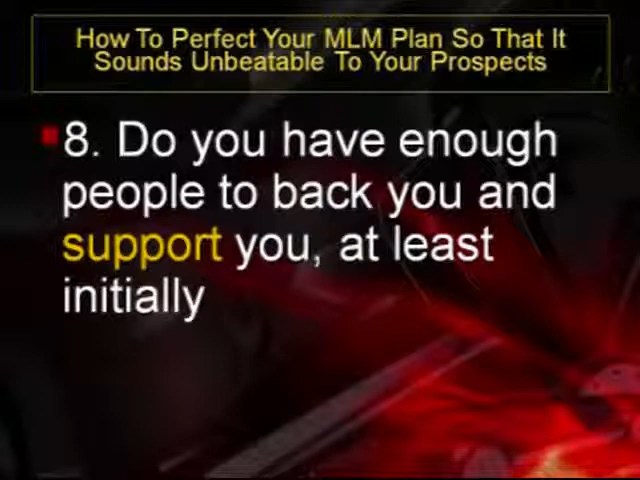 How To Perfect Your MLM Plan So That It
Sounds Unbeatable To Your Prospects
8. Do you have enough
people to back you and
support you, at least
initially